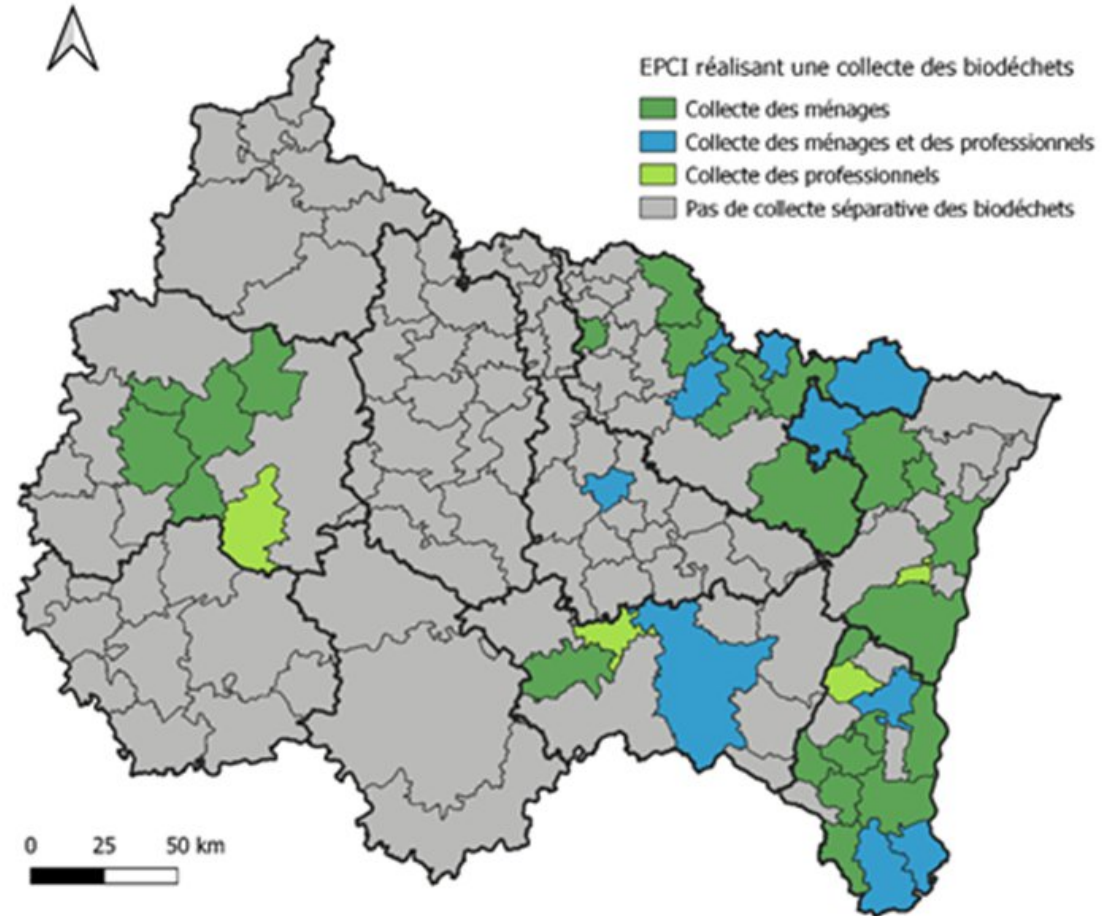 EPCI réalisant une collecte des biodéchets
Collecte des ménages
Collecte des ménages et des professionnels
Collecte des professionnels
Pas de collecte séparative des biodéchets
0 25 50 km